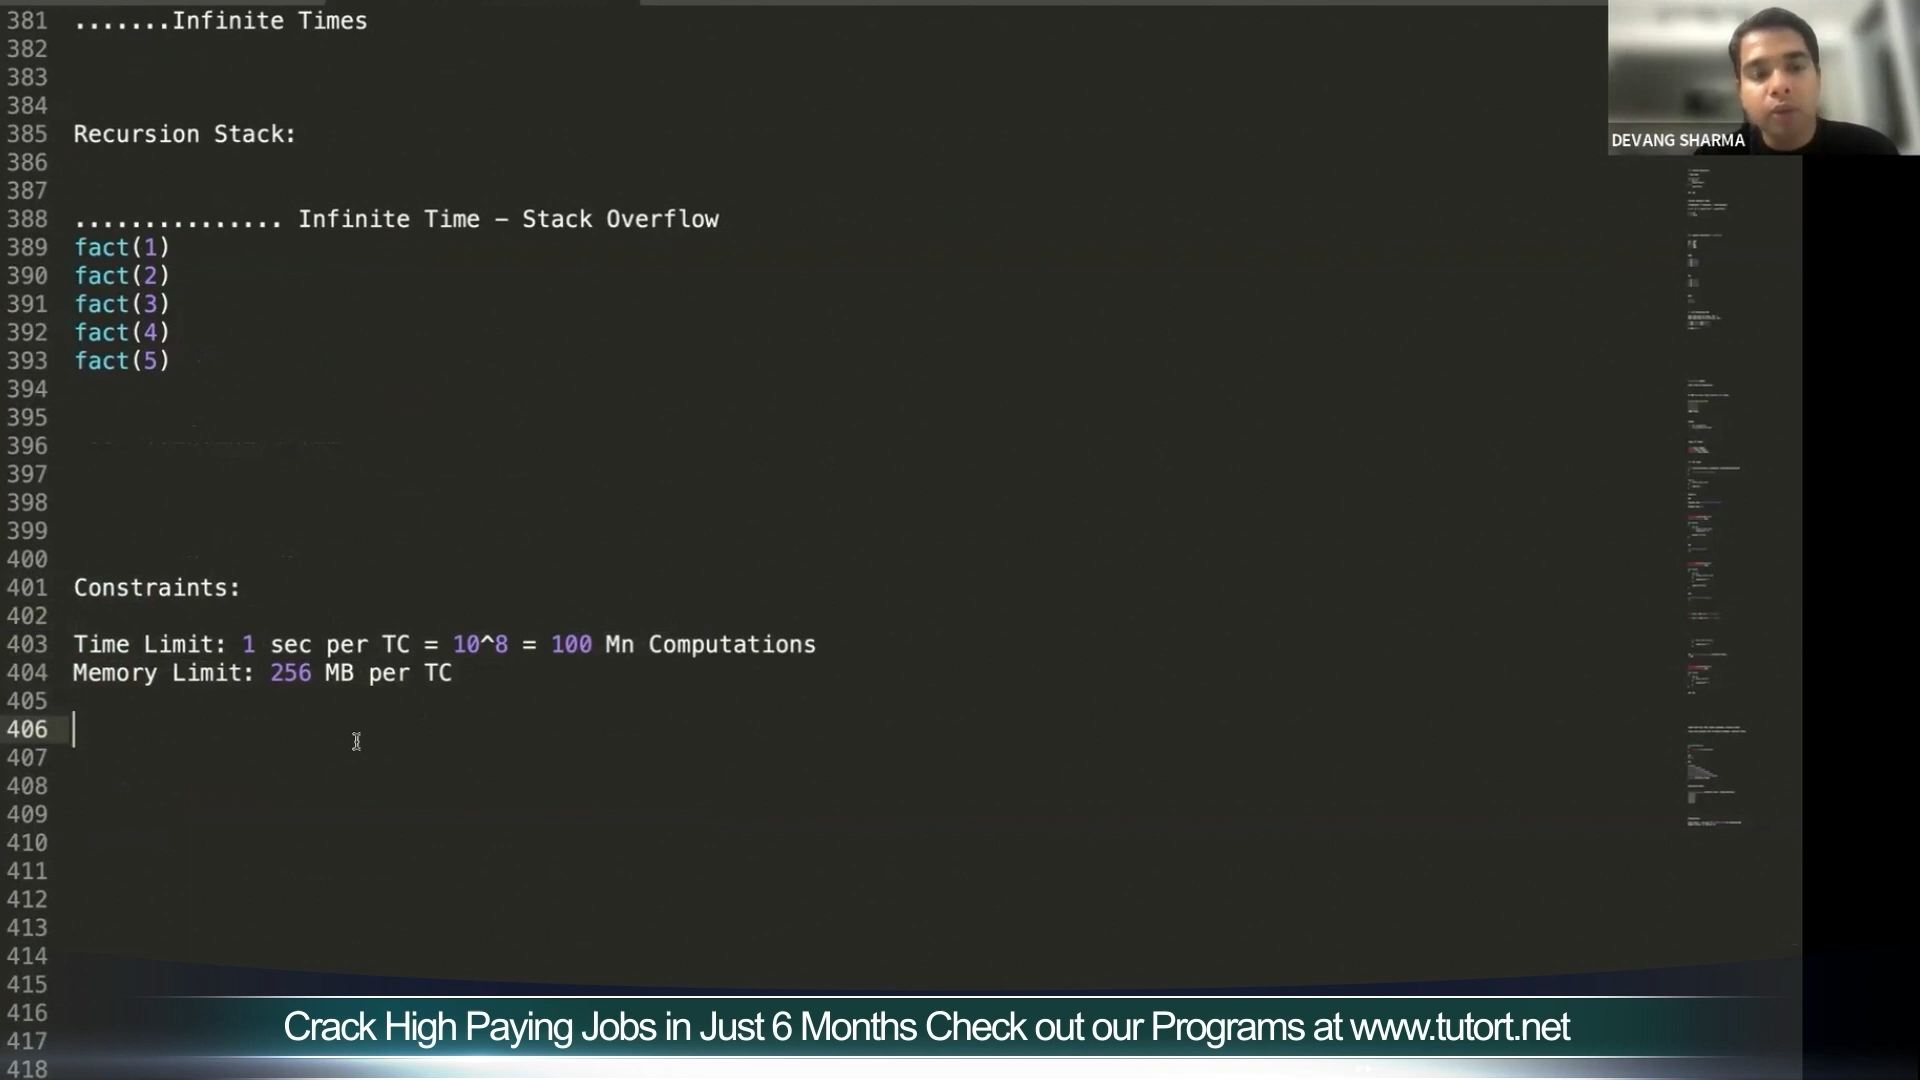 381 .......Infinite Times
382
383
384
385 Recursion Stack:
386
387
388 ............... Infinite Time - Stack Overflow
389 fact(1)
390 fact(2)
391 fact(3)
392 fact(4)
393 fact(5)
394
395
396
397
398
399
400
401 Constraints:
402
403 Time Limit: 1 sec per TC = 10^8 = 100 Mn Computations
404 Memory Limit: 256 MB per TC
405
406
407
408
409
410
411
412
413
414
415
416
417
418
DEVANG SHARMA
Crack High Paying Jobs in Just 6 Months Check out our Programs at www.tutort.net